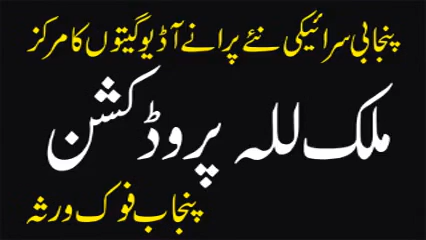 پنجابی سرائیکی نئے پرانے آڈیو گیتوں کا مرکز
ملک للہ پروڈکشن
پنجاب فوک ورثہ